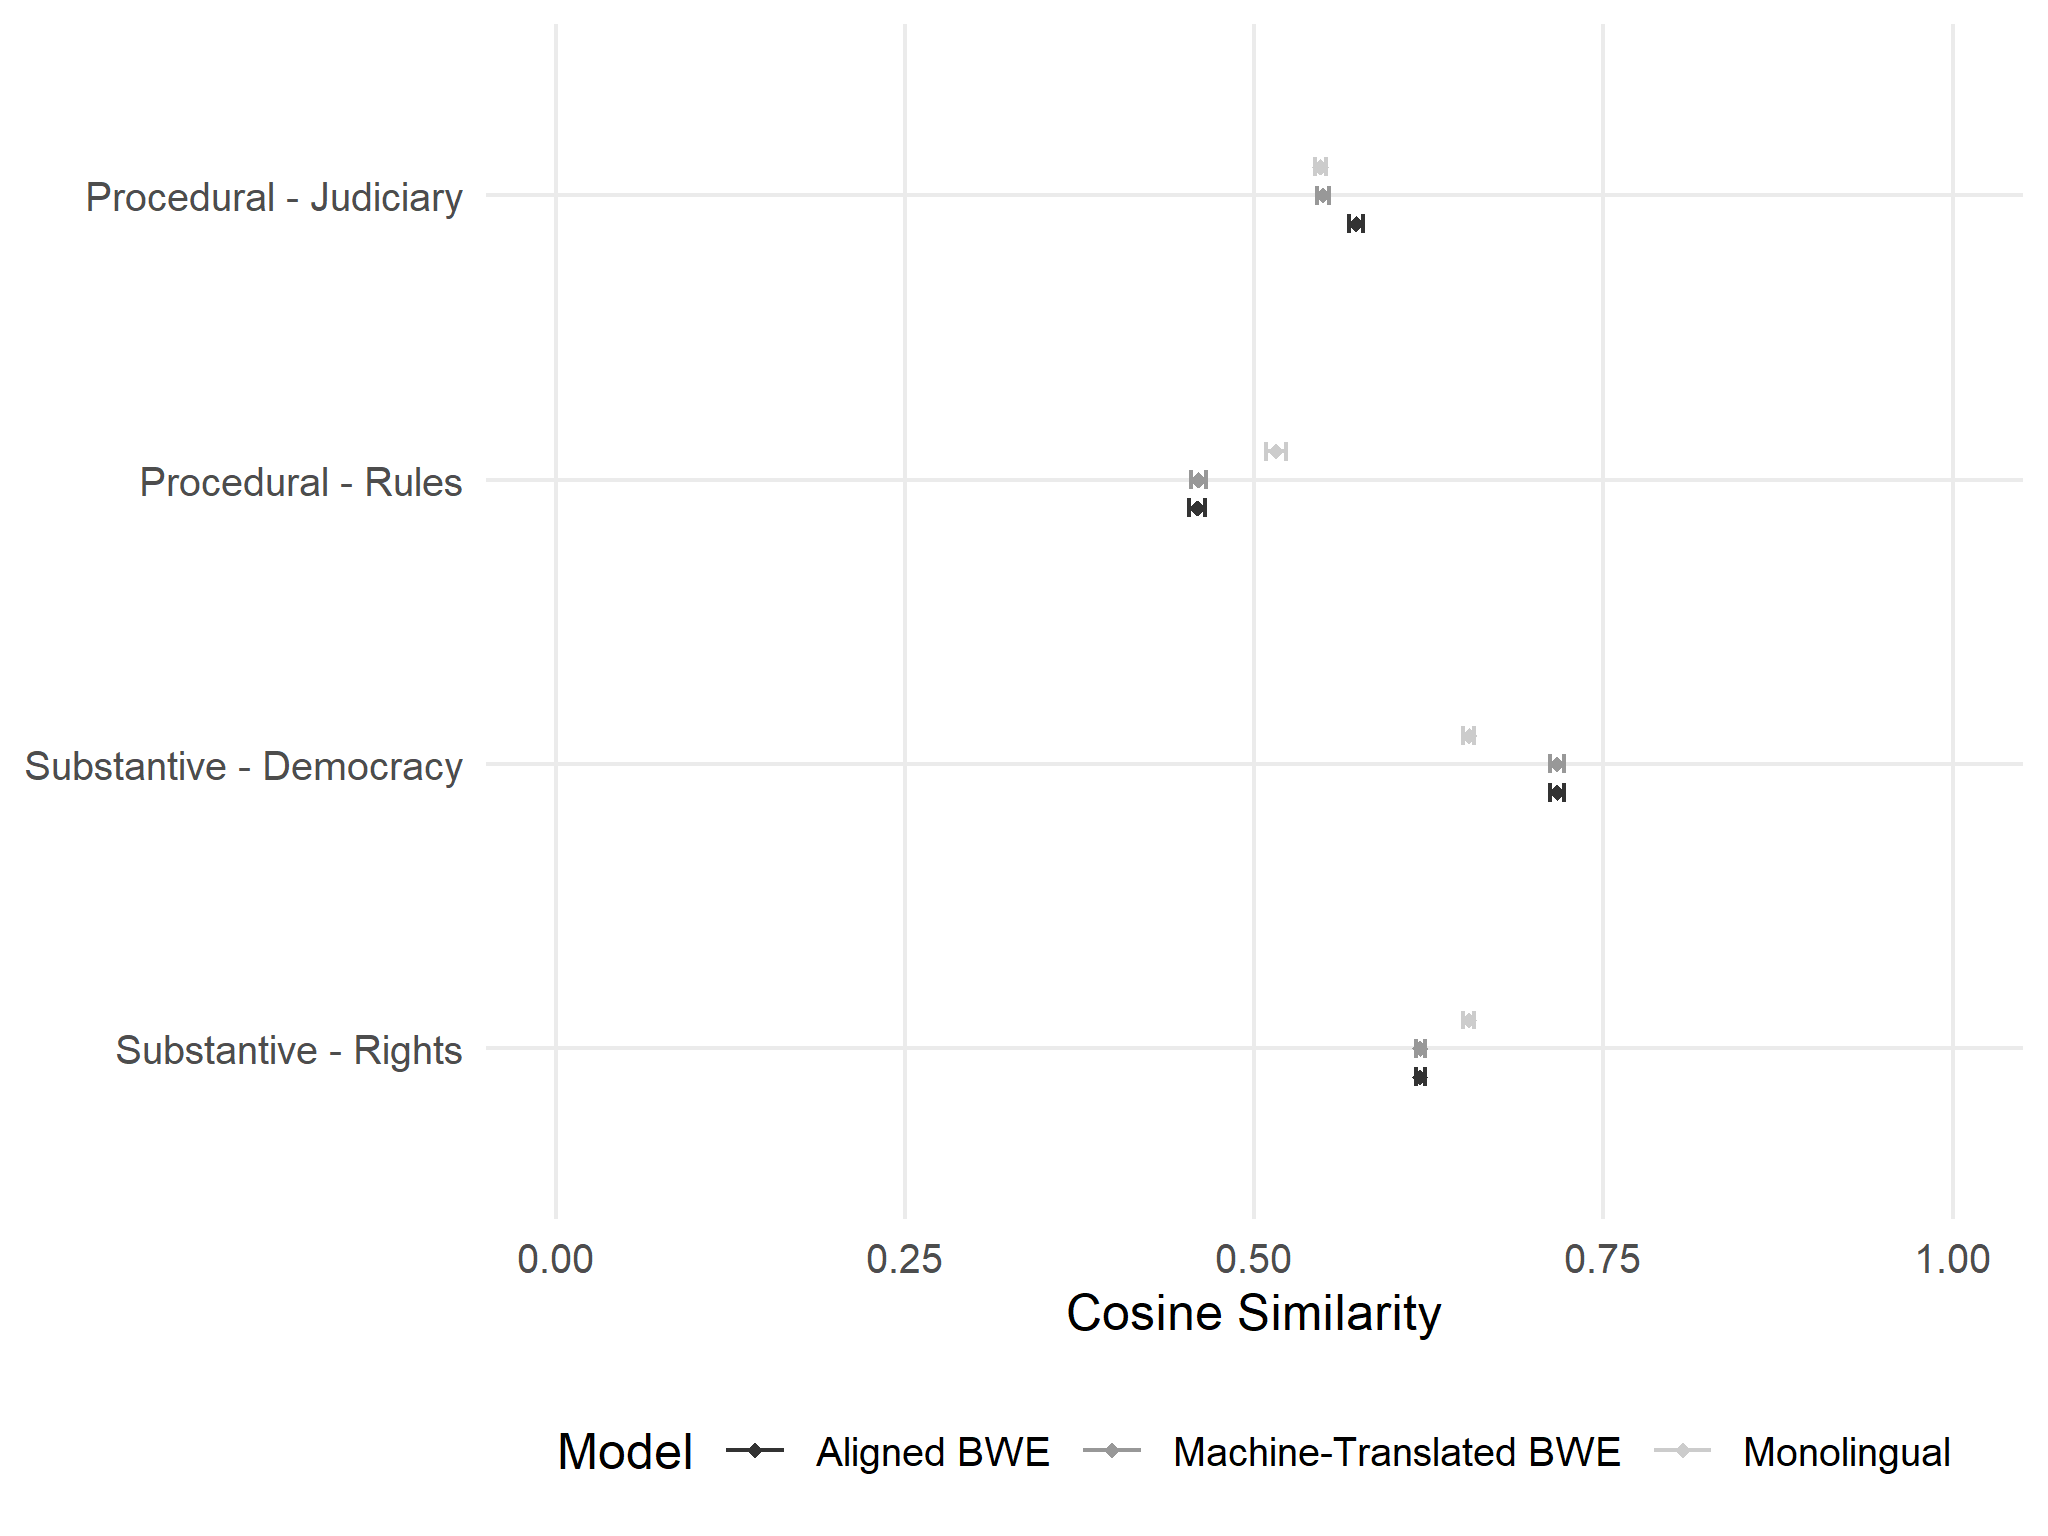 Procedural - Judiciary
Procedural - Rules
Substantive - Democracy
Substantive - Rights
0.00 0.25 0.50 0.75 1.00
Cosine Similarity
Model Aligned BWE Machine-Translated BWE Monolingual